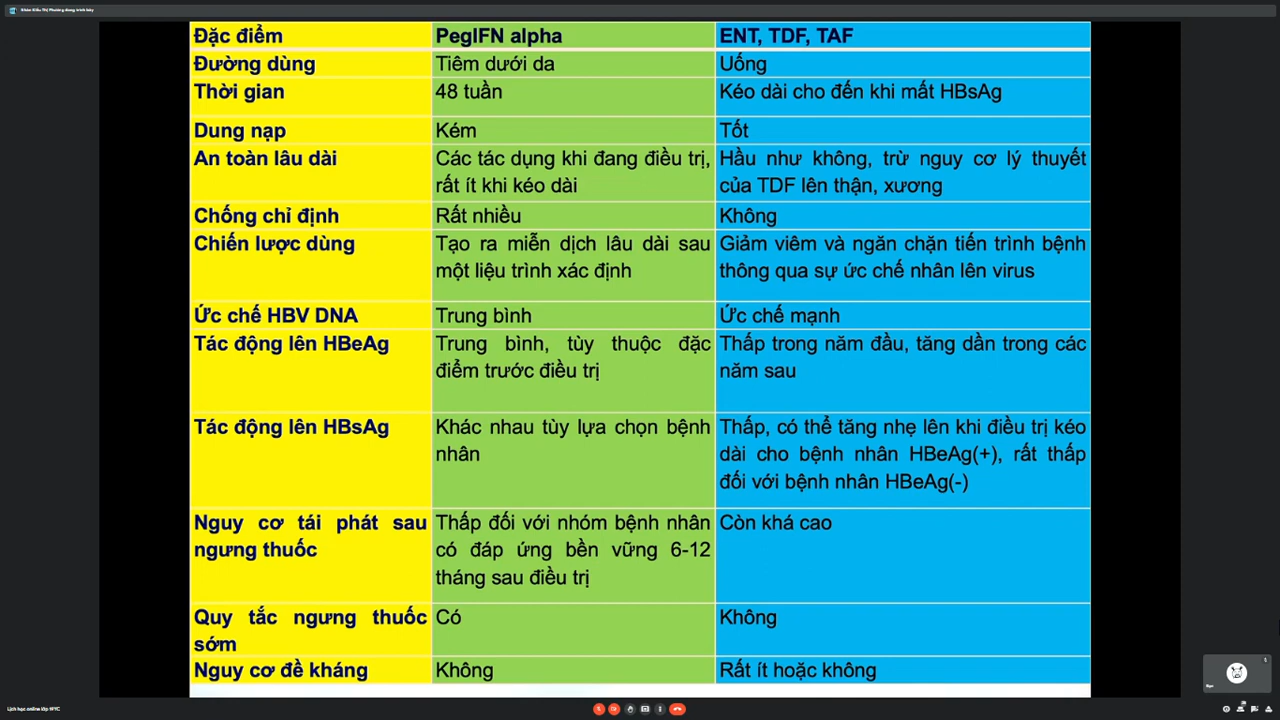 Đặc điểm PegIFN alpha ENT, TDF, TAF
Đường dùng Tiêm dưới da Uống
Thời gian 48 tuần Kéo dài cho đến khi mất HBsAg
Dung nạp Kém Tốt
An toàn lâu dài Các tác dụng khi đang điều trị, Hầu như không, trừ nguy cơ lý thuyết
rất ít khi kéo dài của TDF lên thận, xương
Chống chỉ định Rất nhiều Không
Chiến lược dùng Tạo ra miễn dịch lâu dài sau Giảm viêm và ngăn chặn tiến trình bệnh
một liệu trình xác định thông qua sự ức chế nhân lên virus
Ức chế HBV DNA Trung bình Ức chế mạnh
Tác động lên HBeAg Trung bình, tùy thuộc đặc Thấp trong năm đầu, tăng dần trong các
điểm trước điều trị năm sau
Tác động lên HBsAg Khác nhau tùy lựa chọn bệnh Thấp, có thể tăng nhẹ lên khi điều trị kéo
nhân dài cho bệnh nhân HBeAg(+), rất thấp
đối với bệnh nhân HBeAg(-)
Nguy cơ tái phát sau Thấp đối với nhóm bệnh nhân Còn khá cao
ngưng thuốc có đáp ứng bền vững 6-12
tháng sau điều trị
Quy tắc ngưng thuốc Có Không
sớm
Nguy cơ đề kháng Không Rất ít hoặc không
Lịch học online lớp